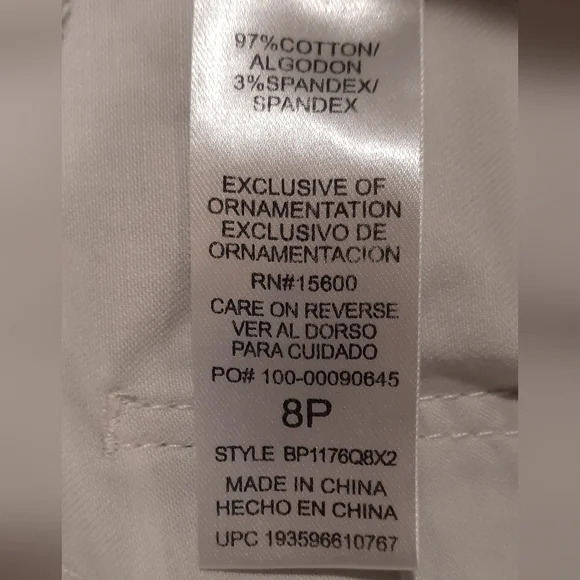 97%COTTON/
ALGODON
3%SPANDEX/
SPANDEX
EXCLUSIVE OF
ORNAMENTATION
EXCLUSIVO DE
ORNAMENTACION
RN#15600
CARE ON REVERSE
VER AL DORSO
PARA CUIDADO
PO# 100-00090645
8P
STYLE BP1176Q8X2
MADE IN CHINA
HECHO EN CHINA
UPC 193596610767